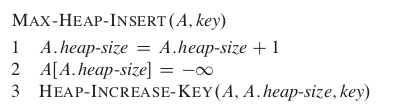 MAX-HEAP-INSERT(A, key)
1 A.heap-size = A.heap-size + 1
2 A[A.heap-size] = −∞
3 HEAP-INCREASE-KEY(A, A.heap-size, key)